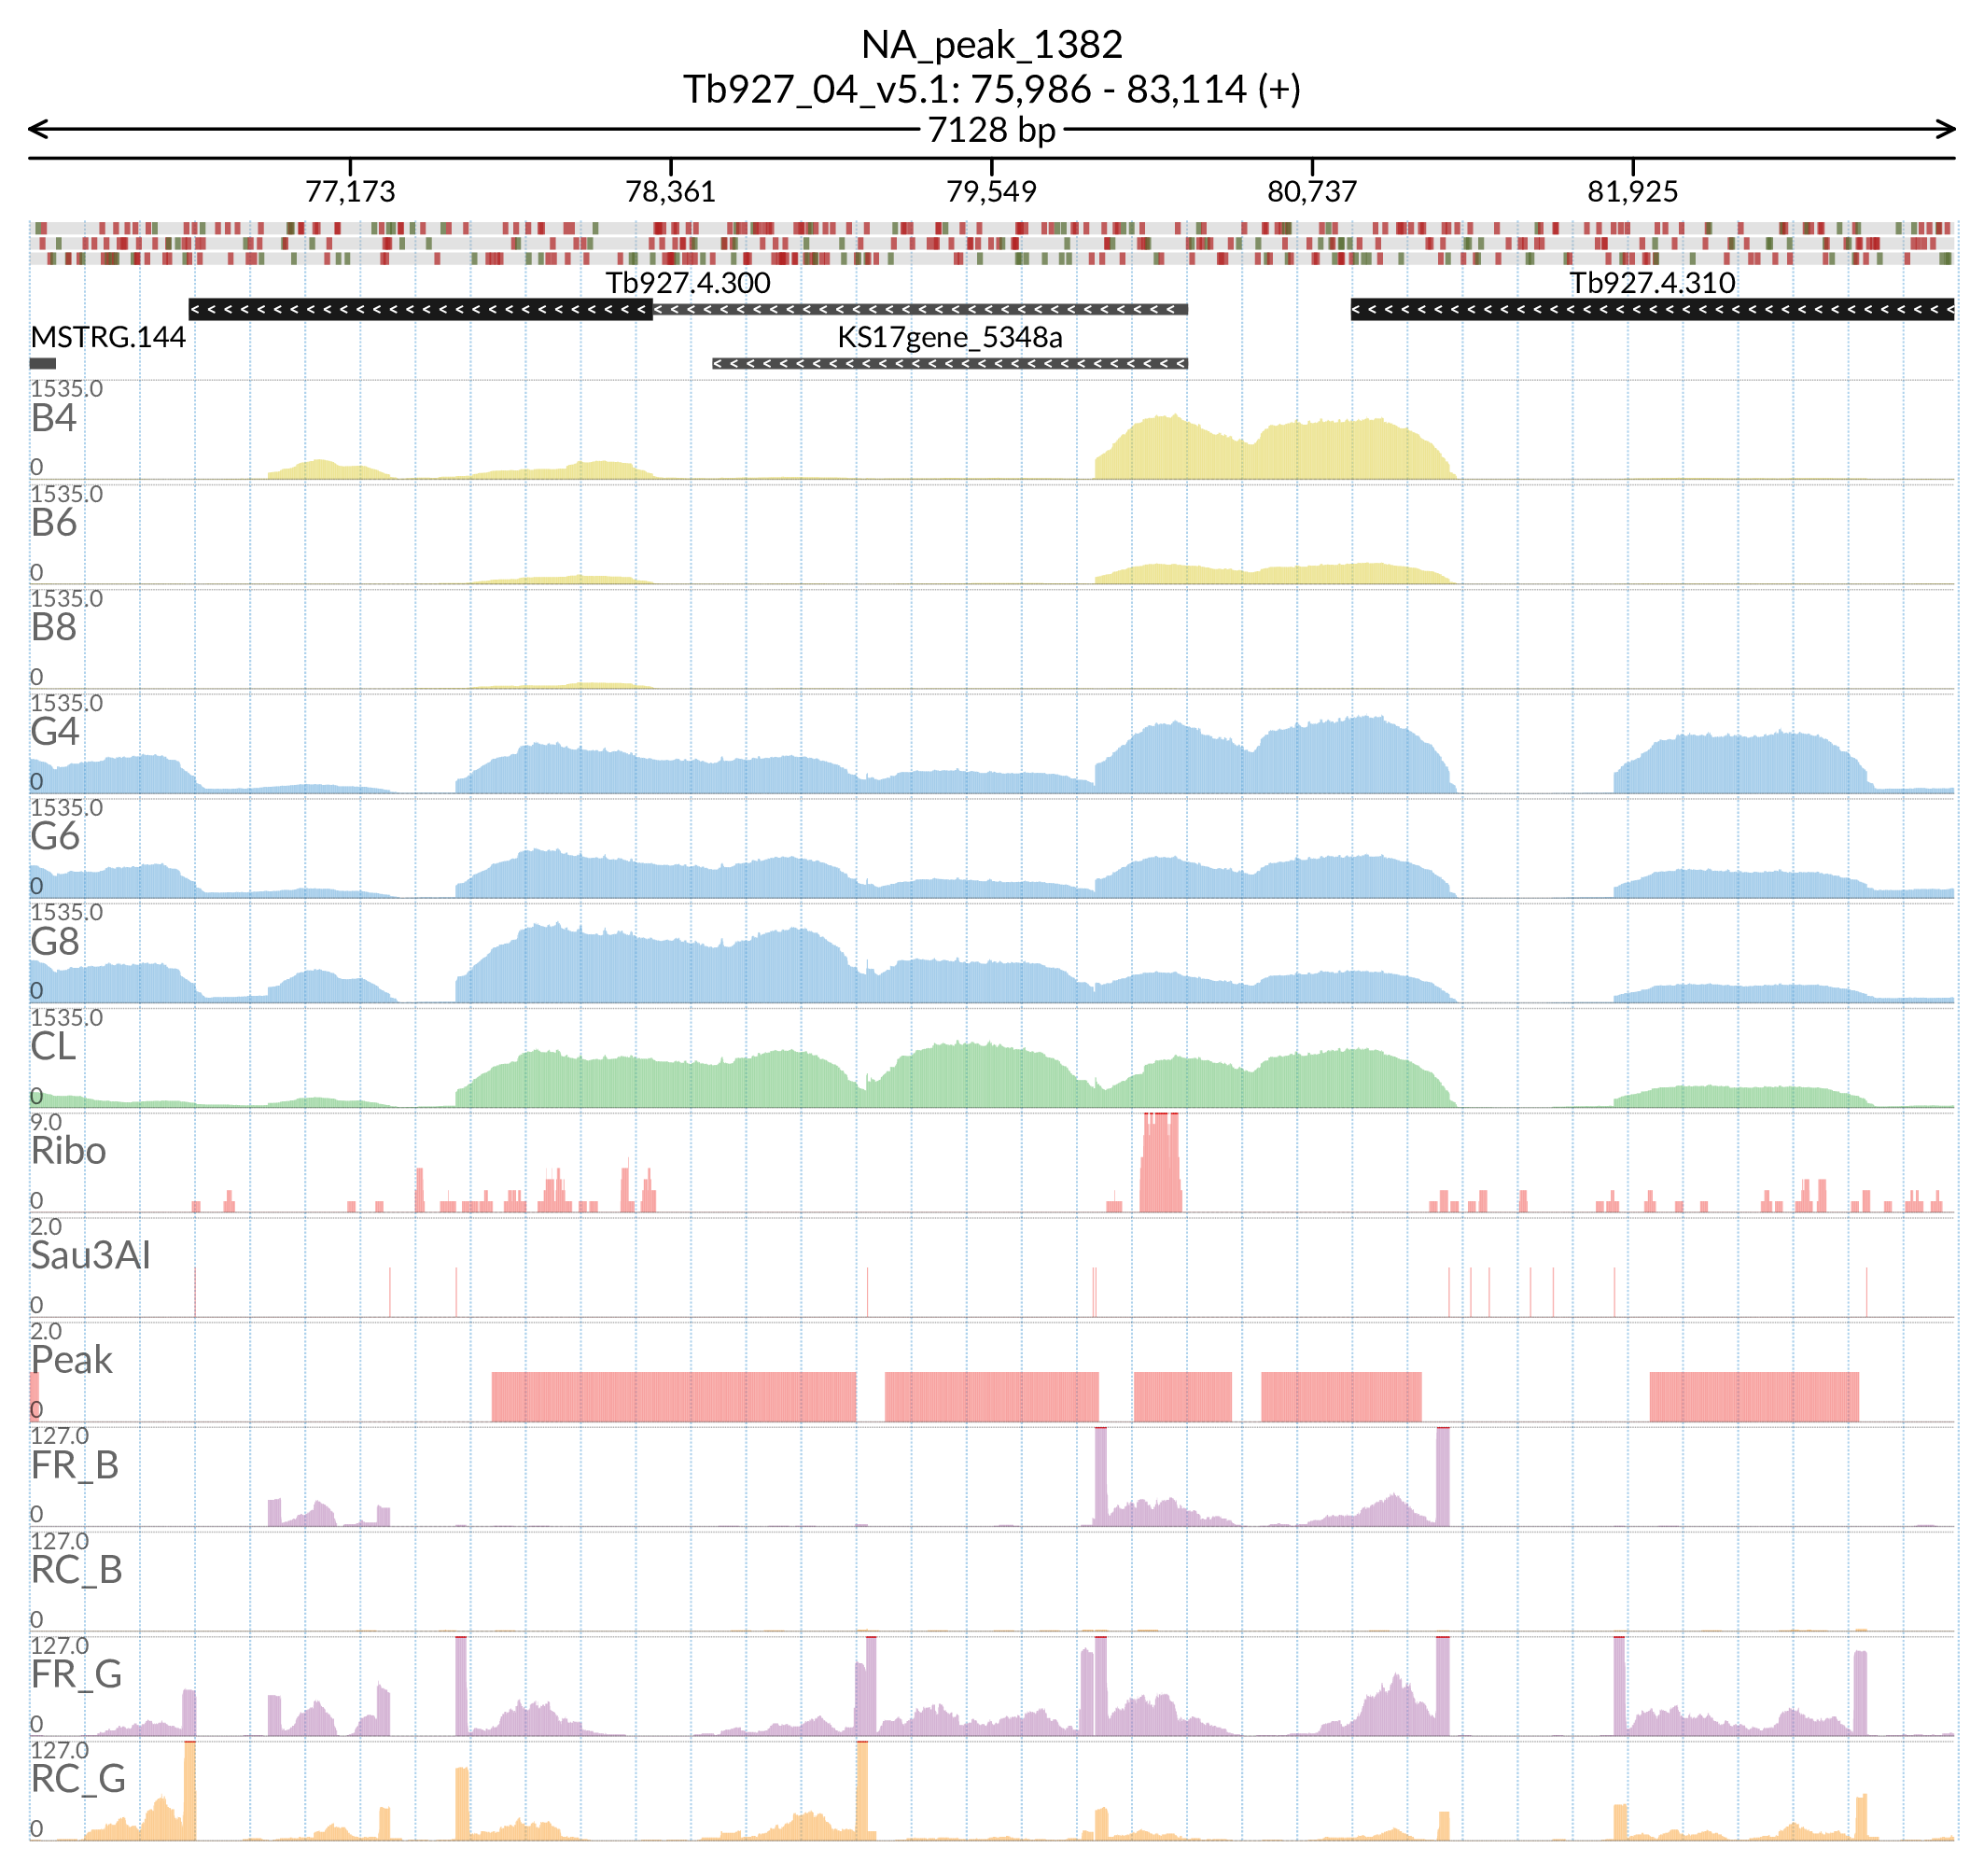 NA_peak_1382
Tb927_04_v5.1: 75,986 - 83,114 (+)
7128 bp
77,173 78,361 79,549 80,737 81,925
Tb927.4.300 Tb927.4.310
MSTRG.144 KS17gene_5348a
1535.0
B4
0
1535.0
B6
0
1535.0
B8
0
1535.0
G4
0
1535.0
G6
0
1535.0
G8
0
1535.0
CL
0
9.0
Ribo
0
2.0
Sau3AI
0
2.0
Peak
0
127.0
FR_B
0
127.0
RC_B
0
127.0
FR_G
0
127.0
RC_G
0